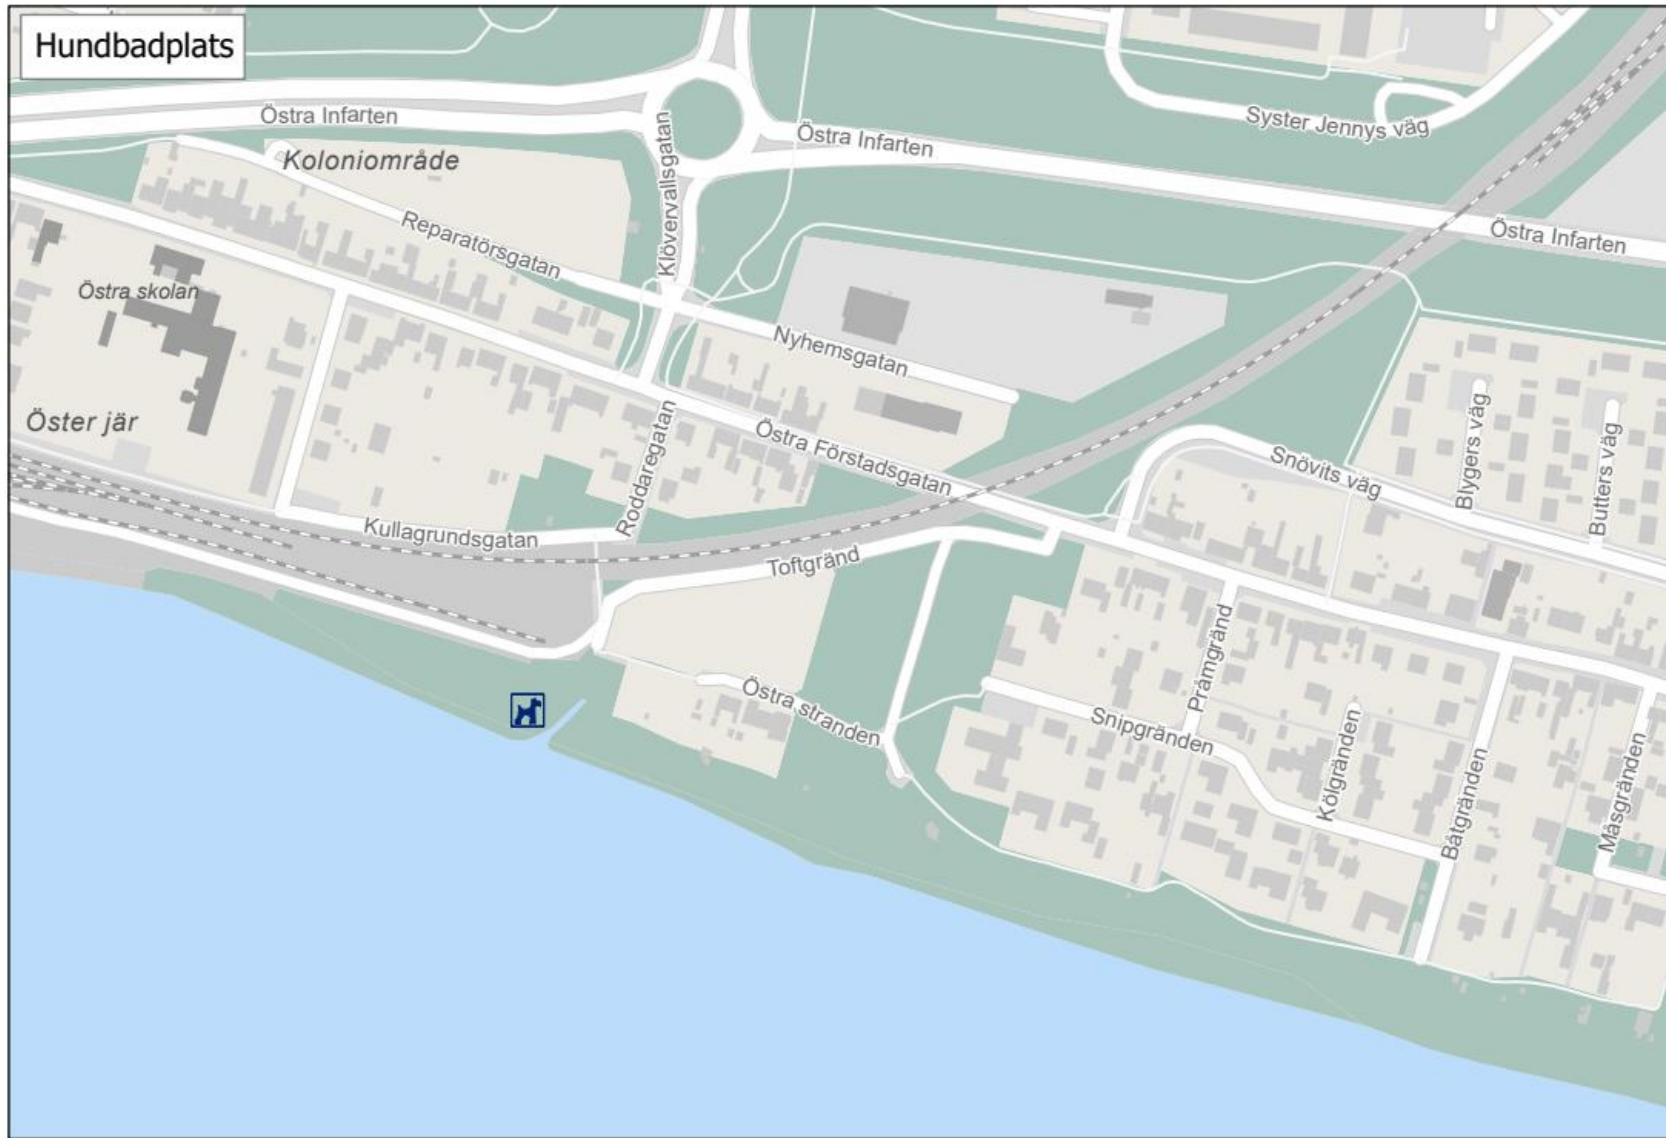 Hundbadplats
Östra Infarten
Östra Infarten
Syster Jennys väg
Östra Infarten
Koloniområde
Klövervallsgatan
Reparatörsgatan
Östra skolan
Nyhemsgatan
Öster jär
Roddaregatan
Östra Förstadsgatan
Snövits väg
Blygers väg
Butters väg
Kullagrundsgatan
Toftgränd
Pråmgränd
Östra stranden
Snipgränden
Kölgränden
Båtgränden
Måsgränden